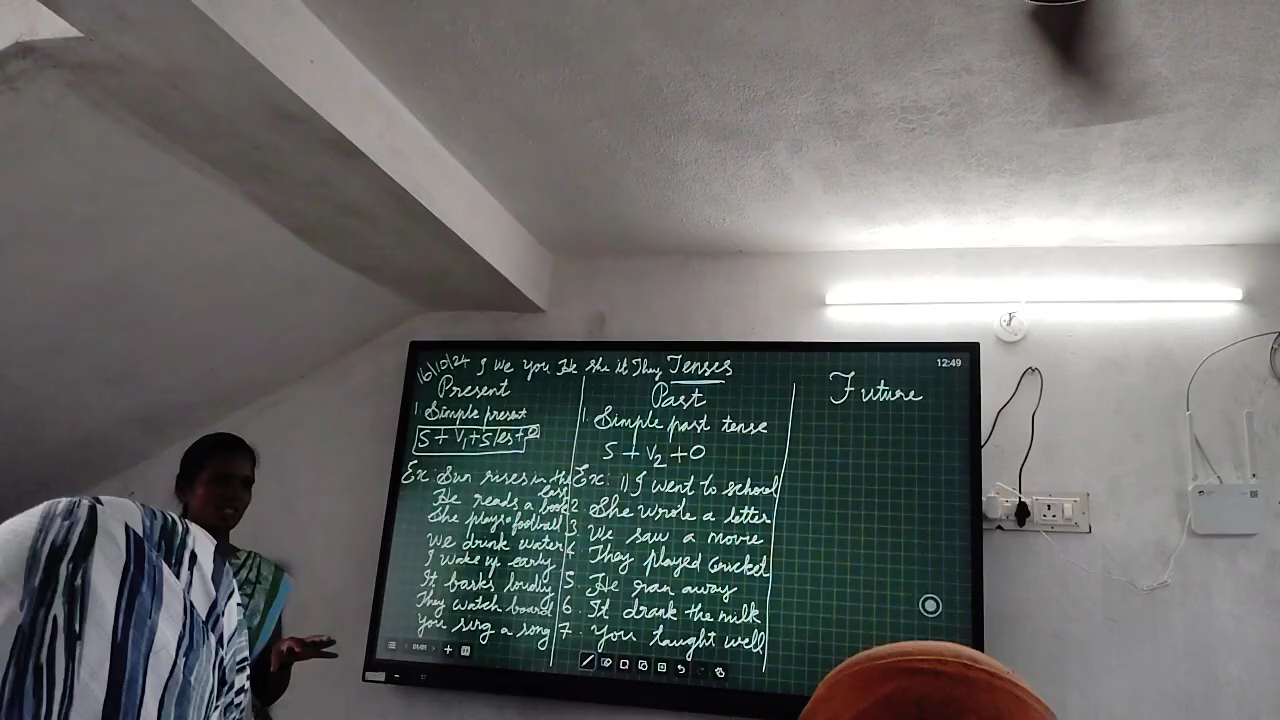 16/10/24 I We You He She it They Tenses
12:49
Present
1. Simple present
S + V1 + S/es + O
Ex: Sun rises in the
east
He reads a book
She plays football
We drink water
I wake up early
It barks loudly
They watch board
You sing a song
Past
1. Simple past tense
S + V2 + O
Ex: 1) I went to school
2. She wrote a letter
3. We saw a movie
4. They played cricket
5. He ran away
6. It drank the milk
7. You taught well
Future
01/01